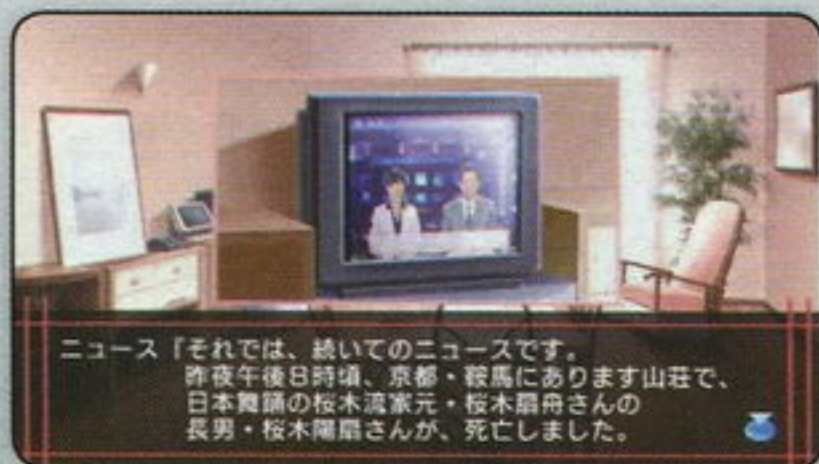 ニュース「それでは、続いてのニュースです。
昨夜午後8時頃、京都・鞍馬にあります山荘で、
日本舞踊の桜木流家元・桜木扇舟さんの
長男・桜木陽扇さんが、死亡しました。